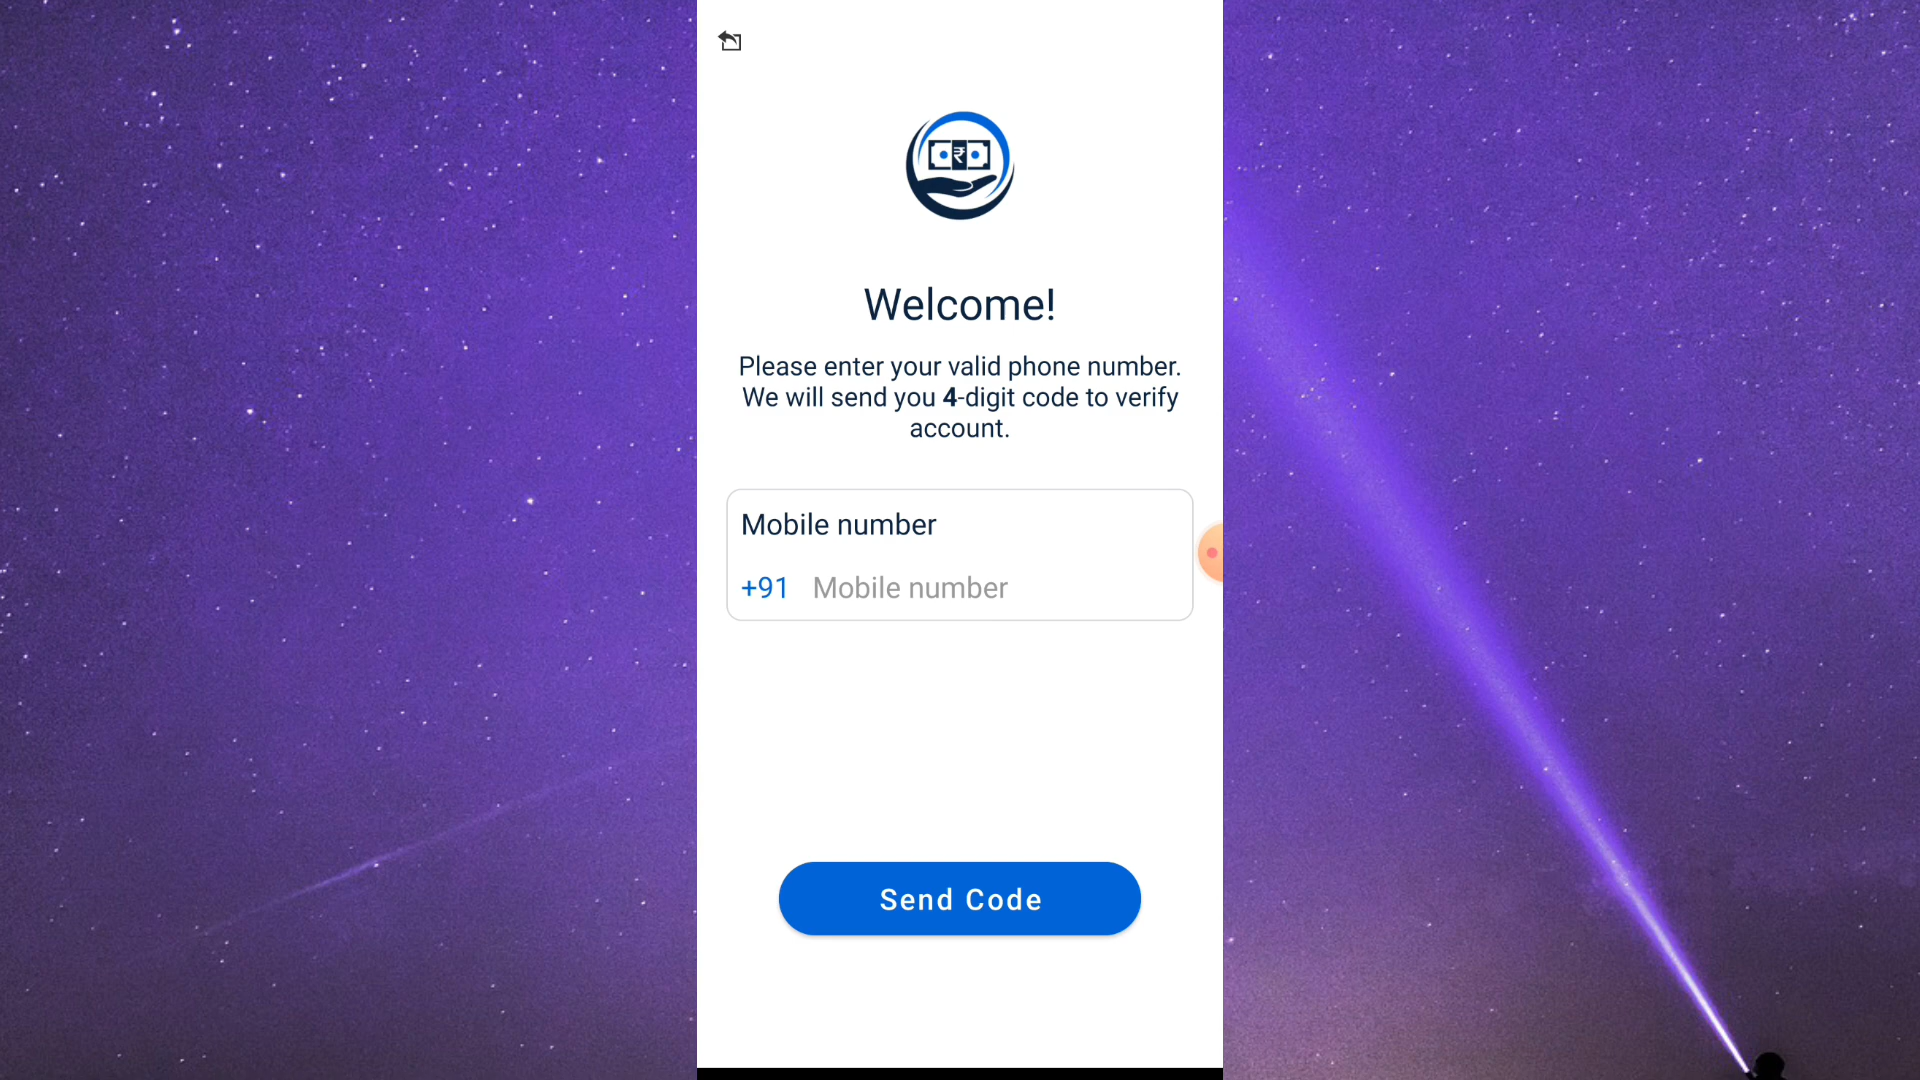 ₹
Welcome!
Please enter your valid phone number.
We will send you 4-digit code to verify
account.
Mobile number
+91 Mobile number
Send Code